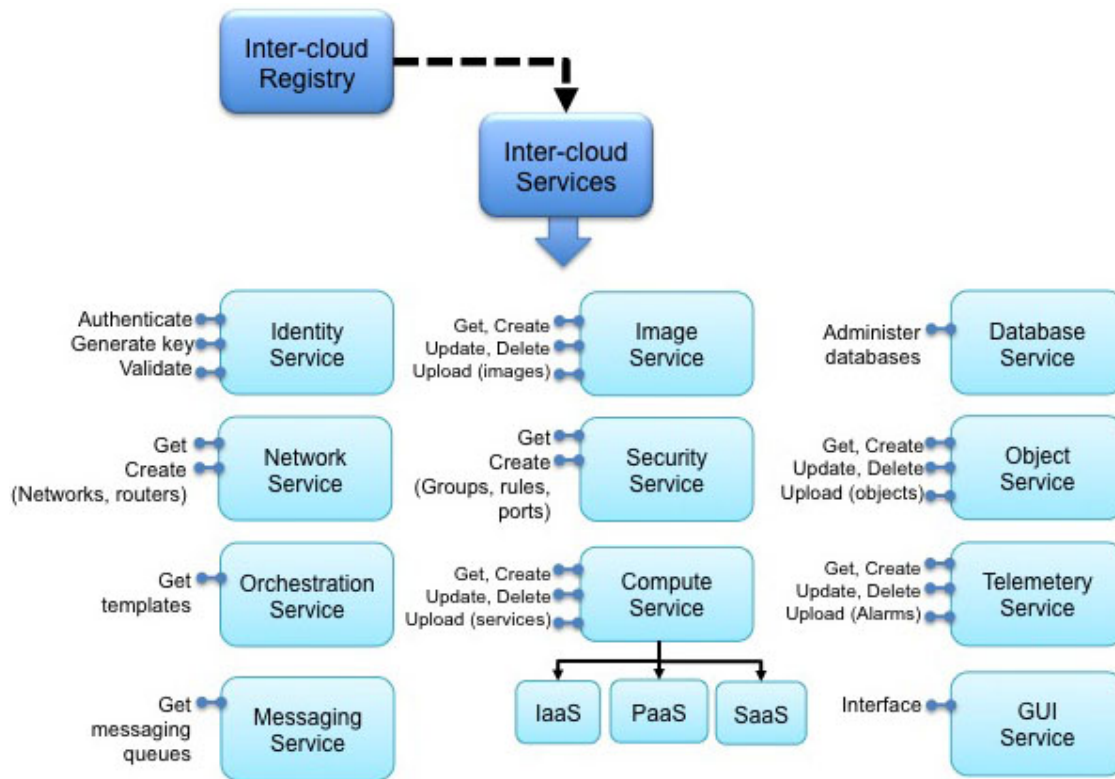 Inter-cloud
Registry
Inter-cloud
Services
Authenticate
Generate key
Validate
Identity
Service
Get, Create
Update, Delete
Upload (images)
Image
Service
Administer
databases
Database
Service
Get
Create
(Networks, routers)
Network
Service
Get
Create
(Groups, rules,
ports)
Security
Service
Get, Create
Update, Delete
Upload (objects)
Object
Service
Get
templates
Orchestration
Service
Get, Create
Update, Delete
Upload (services)
Compute
Service
Get, Create
Update, Delete
Upload (Alarms)
Telemetery
Service
Get
messaging
queues
Messaging
Service
IaaS
PaaS
SaaS
Interface
GUI
Service